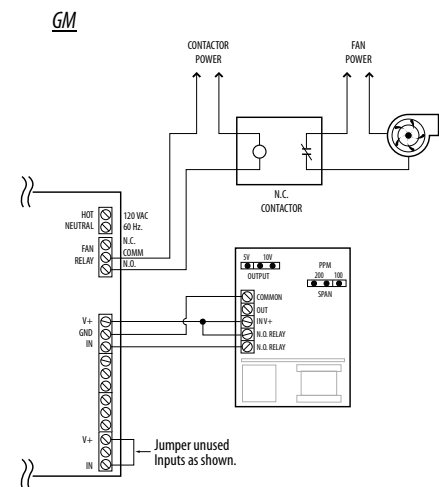 GM
CONTACTOR
POWER
FAN
POWER
N.C.
CONTACTOR
HOT
NEUTRAL
120 VAC
60 Hz.
FAN
RELAY
N.C.
COMM
N.O.
5V 10V
OUTPUT
PPM
200 100
SPAN
COMMON
OUT
IN V+
N.O. RELAY
N.O. RELAY
V+
GND
IN
V+
IN
Jumper unused
Inputs as shown.